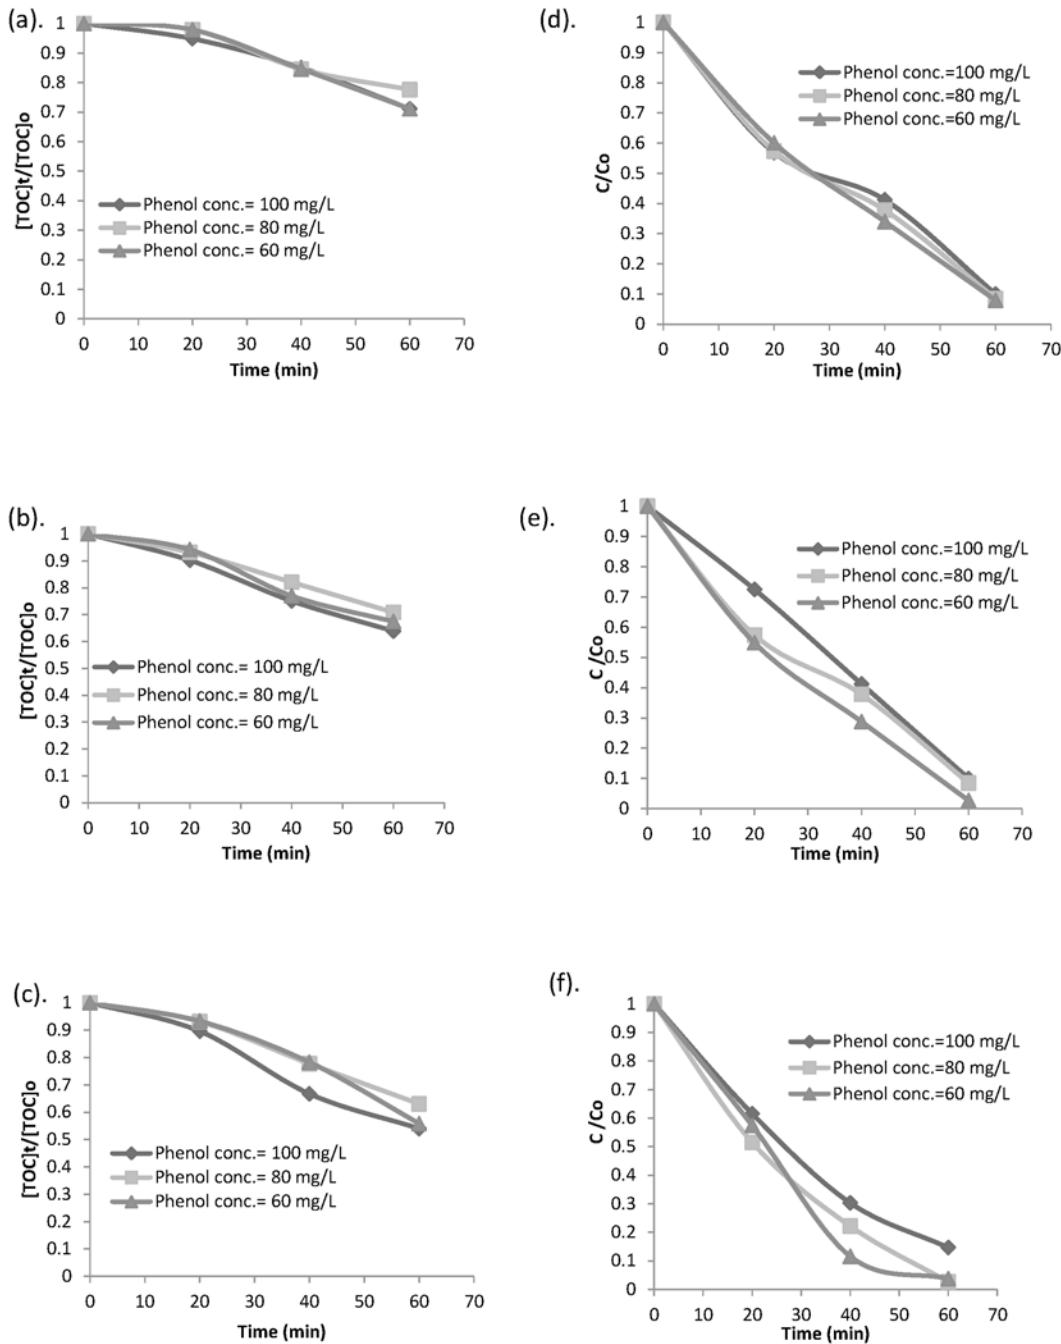 (a).
1
0.9
0.8
0.7
0.6
0.5
0.4
0.3
0.2
0.1
0
[TOC]t/[TOC]o
Phenol conc.= 100 mg/L
Phenol conc.= 80 mg/L
Phenol conc.= 60 mg/L
0 10 20 30 40 50 60 70
Time (min)
(d).
1
0.9
0.8
0.7
0.6
0.5
0.4
0.3
0.2
0.1
0
C/Co
Phenol conc.=100 mg/L
Phenol conc.=80 mg/L
Phenol conc.=60 mg/L
0 10 20 30 40 50 60 70
Time (min)
(b).
1
0.9
0.8
0.7
0.6
0.5
0.4
0.3
0.2
0.1
0
[TOC]t/[TOC]o
Phenol conc.= 100 mg/L
Phenol conc.= 80 mg/L
Phenol conc.= 60 mg/L
0 10 20 30 40 50 60 70
Time (min)
(e).
1
0.9
0.8
0.7
0.6
0.5
0.4
0.3
0.2
0.1
0
C /Co
Phenol conc.=100 mg/L
Phenol conc.=80 mg/L
Phenol conc.=60 mg/L
0 10 20 30 40 50 60 70
Time (min)
(c).
1
0.9
0.8
0.7
0.6
0.5
0.4
0.3
0.2
0.1
0
[TOC]t/[TOC]o
Phenol conc.= 100 mg/L
Phenol conc.= 80 mg/L
Phenol conc.= 60 mg/L
0 10 20 30 40 50 60 70
Time (min)
(f).
1
0.9
0.8
0.7
0.6
0.5
0.4
0.3
0.2
0.1
0
C /Co
Phenol conc.=100 mg/L
Phenol conc.=80 mg/L
Phenol conc.=60 mg/L
0 10 20 30 40 50 60 70
Time (min)